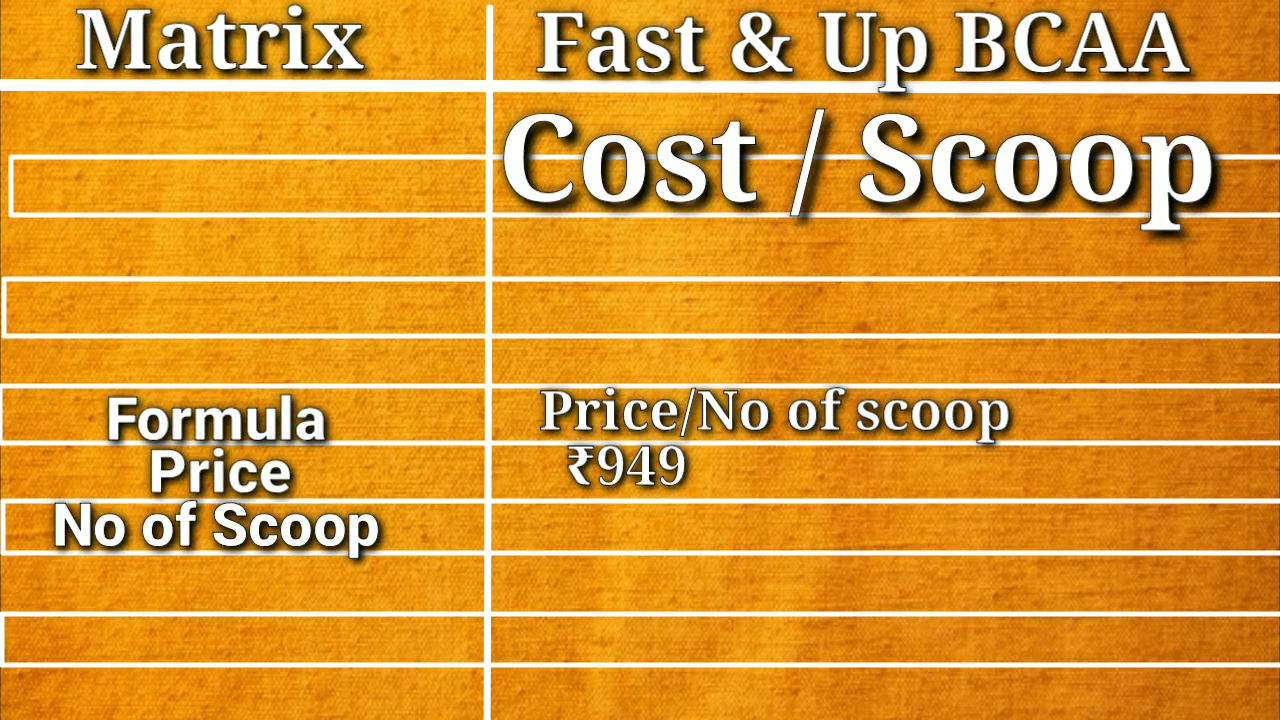 Matrix
Fast & Up BCAA
Cost / Scoop
Formula
Price/No of scoop
Price
₹949
No of Scoop